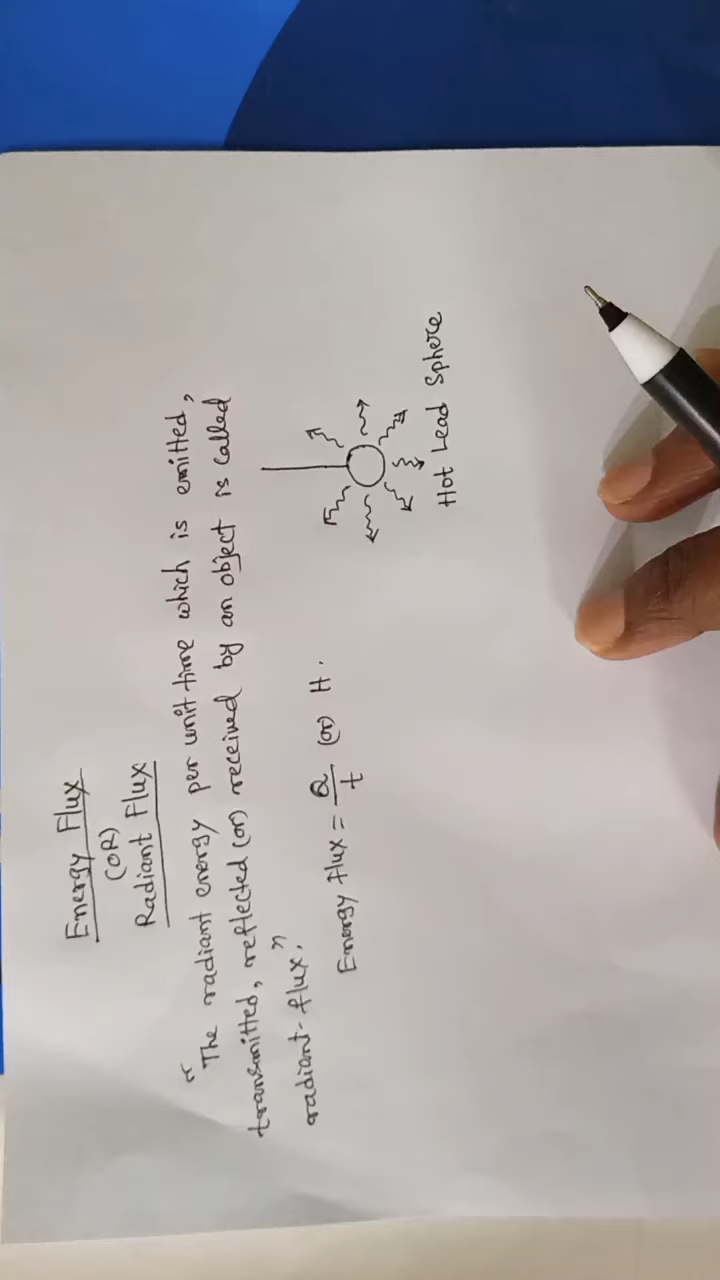 Energy Flux
(OR)
Radiant Flux
"The radiant energy per unit time which is emitted,
transmitted, reflected (or) received by an object is called
radiant flux."
Energy flux = Q/t (or) H.
Hot Lead Sphere